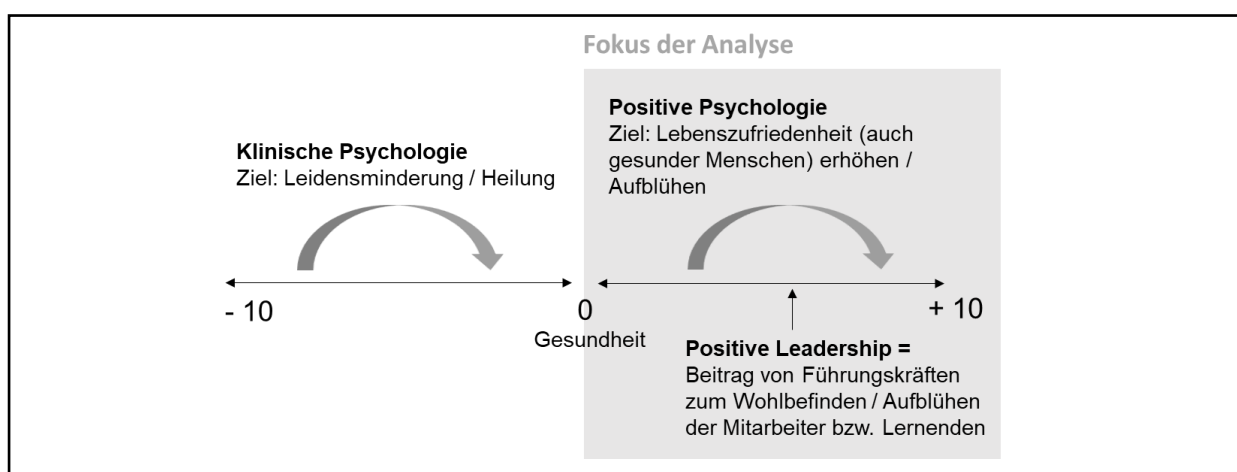 Fokus der Analyse
Klinische Psychologie
Ziel: Leidensminderung / Heilung
Positive Psychologie
Ziel: Lebenszufriedenheit (auch
gesunder Menschen) erhöhen /
Aufblühen
- 10
0
+ 10
Gesundheit
Positive Leadership =
Beitrag von Führungskräften
zum Wohlbefinden / Aufblühen
der Mitarbeiter bzw. Lernenden